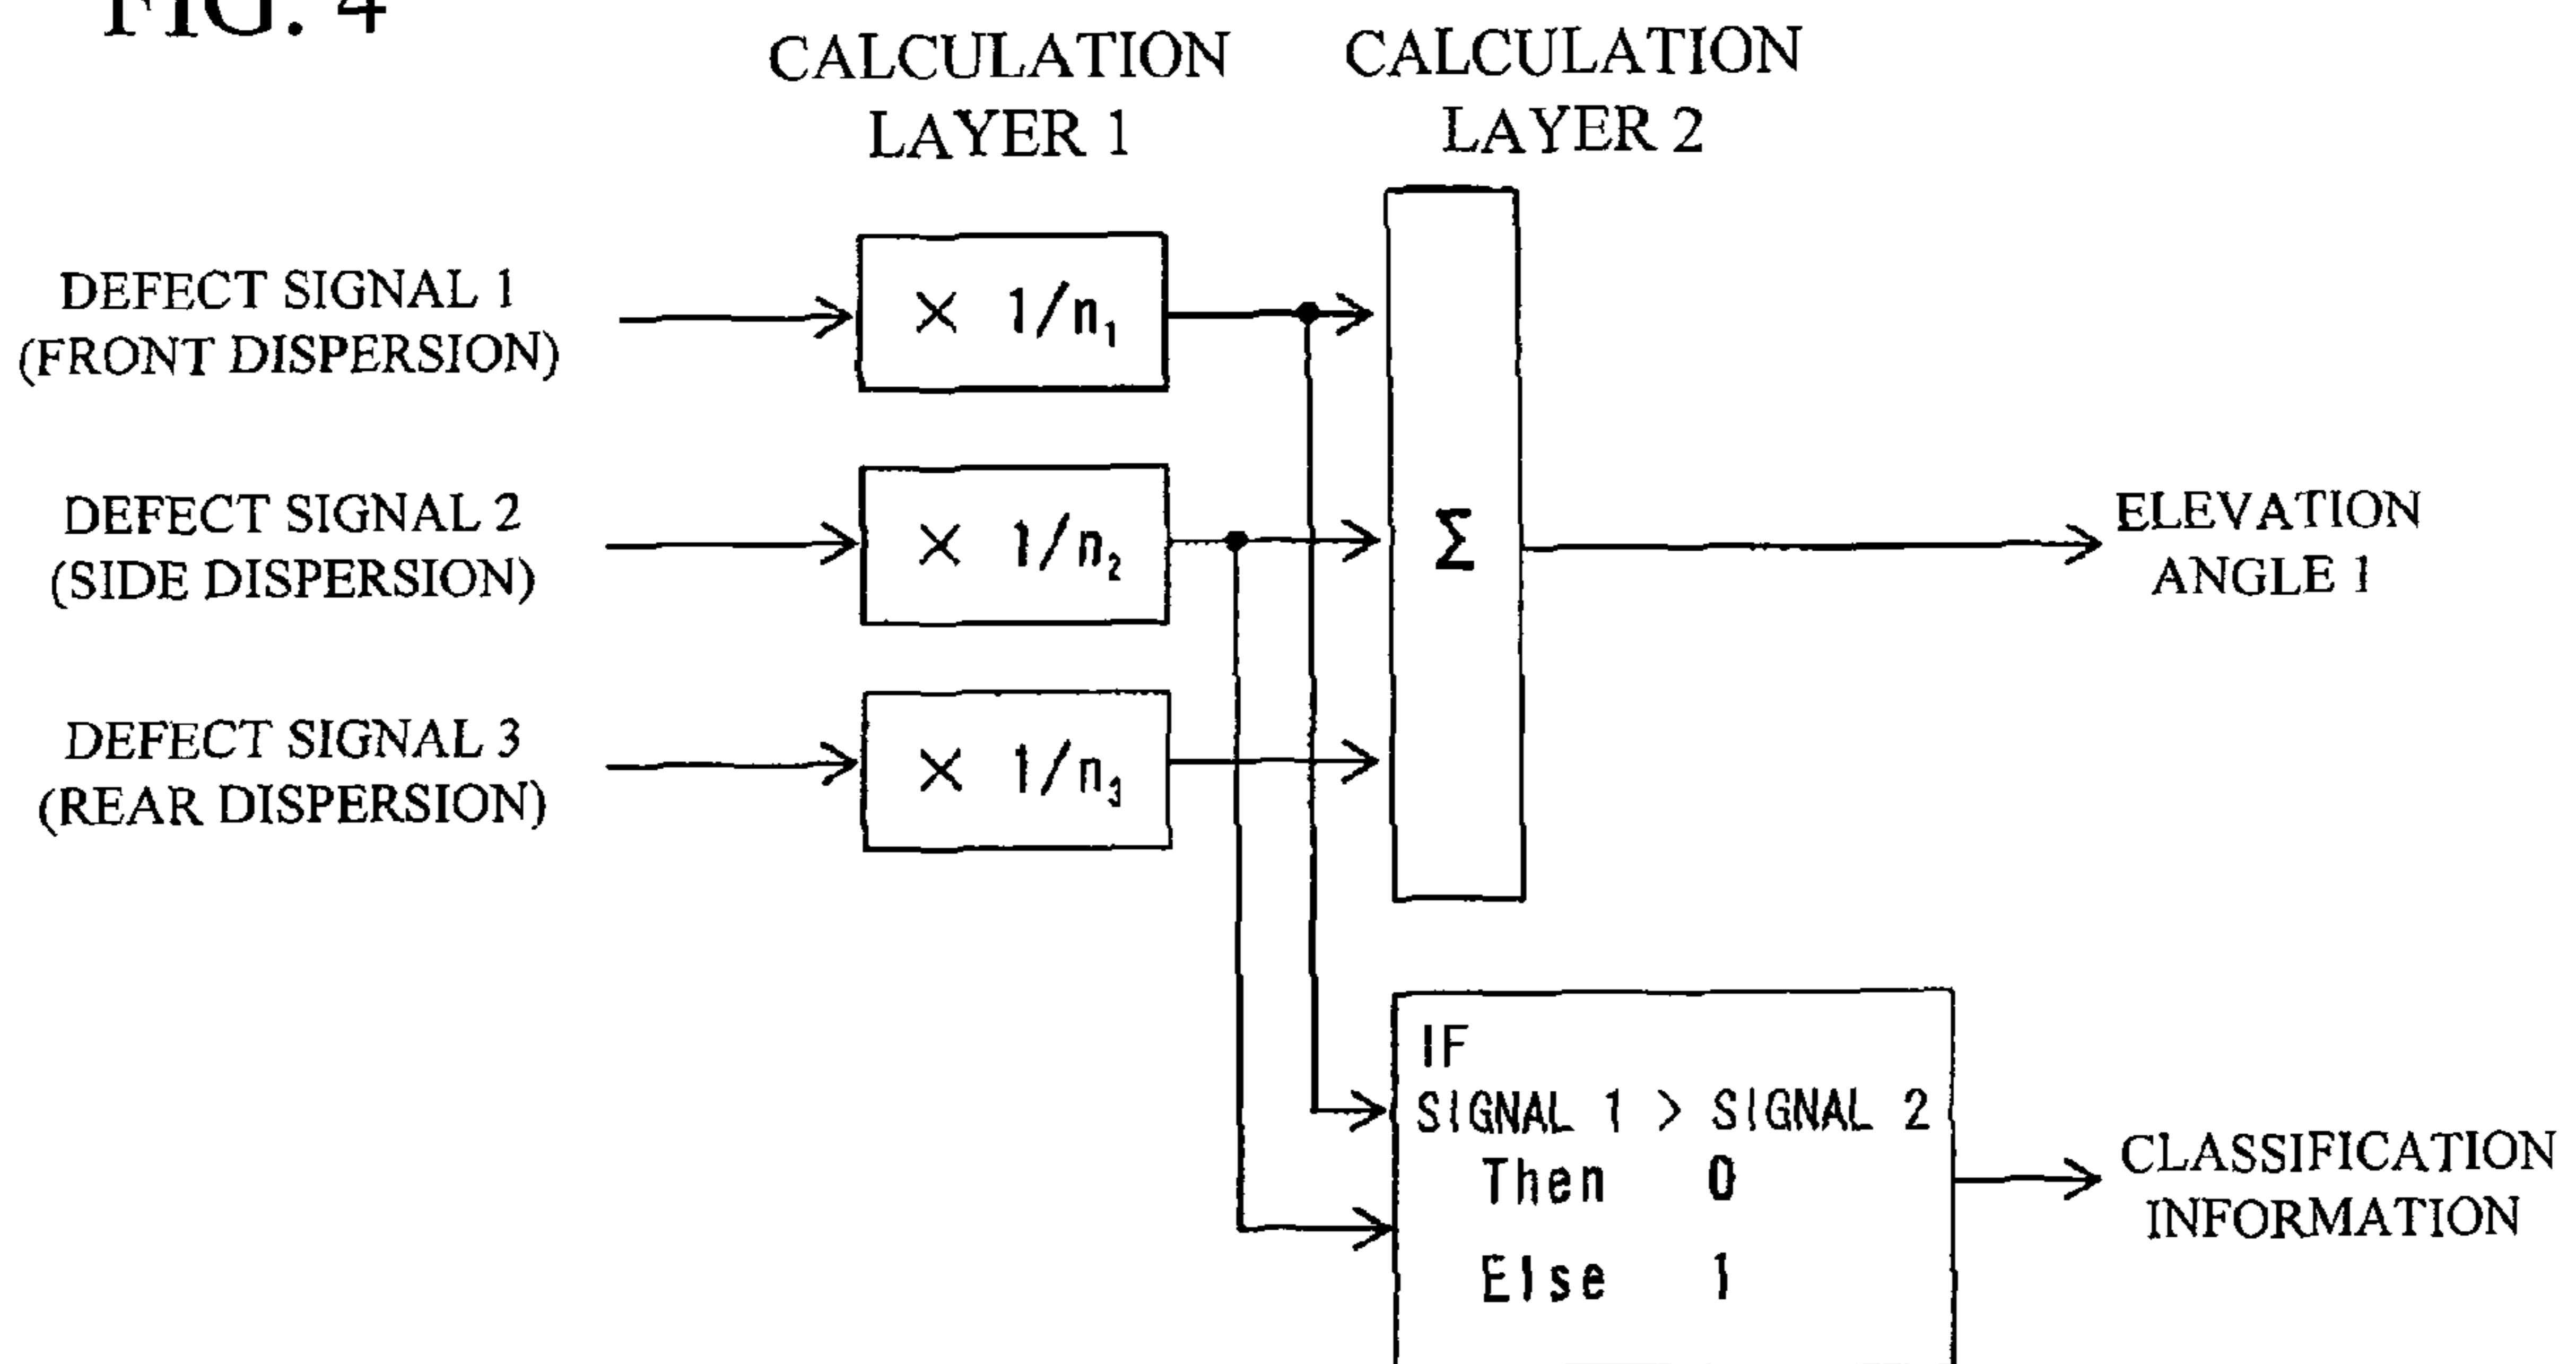 FIG. 4
CALCULATION
LAYER 1
CALCULATION
LAYER 2
DEFECT SIGNAL 1
(FRONT DISPERSION)
× 1/n₁
DEFECT SIGNAL 2
(SIDE DISPERSION)
× 1/n₂
DEFECT SIGNAL 3
(REAR DISPERSION)
× 1/n₃
Σ
ELEVATION
ANGLE 1
IF
SIGNAL 1 > SIGNAL 2
Then 0
Else 1
CLASSIFICATION
INFORMATION